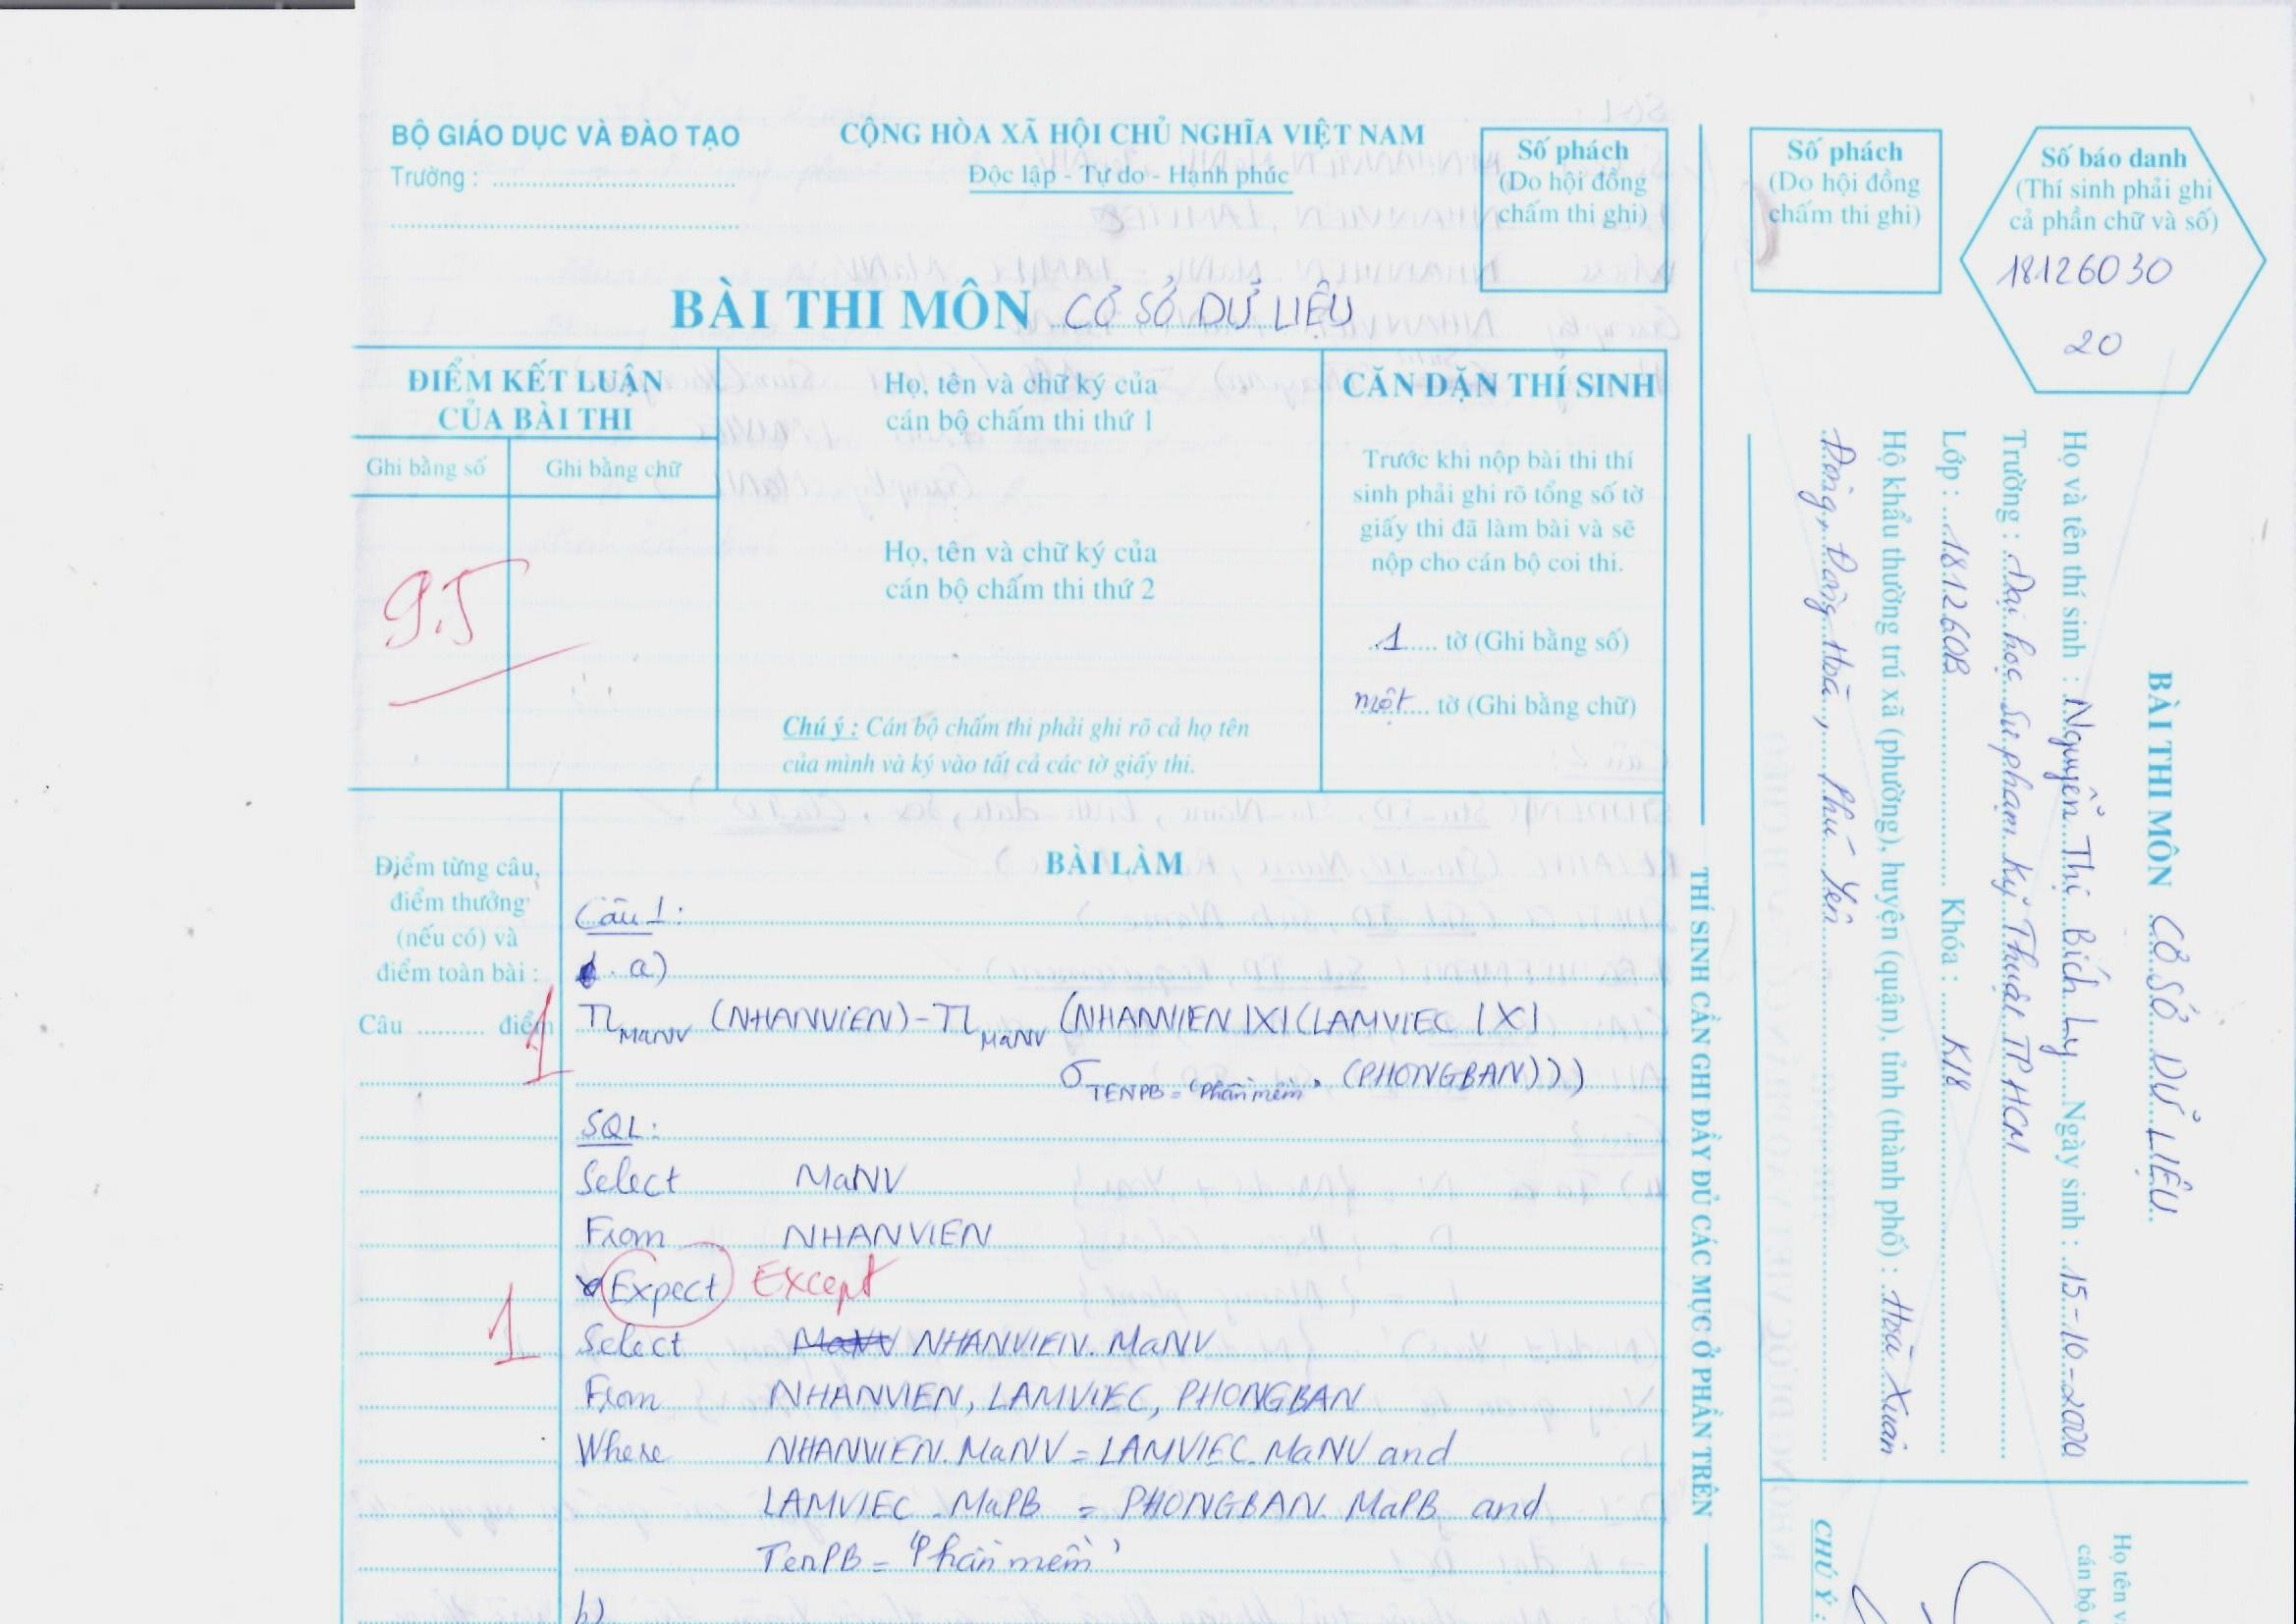 BỘ GIÁO DỤC VÀ ĐÀO TẠO
Trường : ....................
CỘNG HÒA XÃ HỘI CHỦ NGHĨA VIỆT NAM
Độc lập - Tự do - Hạnh phúc
Số phách
(Do hội đồng
chấm thi ghi)
BÀI THI MÔN CƠ SỞ DỮ LIỆU
ĐIỂM KẾT LUẬN
CỦA BÀI THI
Ghi bằng số
Ghi bằng chữ
9.5
Họ, tên và chữ ký của
cán bộ chấm thi thứ 1
Họ, tên và chữ ký của
cán bộ chấm thi thứ 2
Chú ý : Cán bộ chấm thi phải ghi rõ cả họ tên
của mình và ký vào tất cả các tờ giấy thi.
CĂN DẶN THÍ SINH
Trước khi nộp bài thi thí
sinh phải ghi rõ tổng số tờ
giấy thi đã làm bài và sẽ
nộp cho cán bộ coi thi.
1 tờ (Ghi bằng số)
một tờ (Ghi bằng chữ)
Điểm từng câu,
điểm thưởng
(nếu có) và
điểm toàn bài :
Câu .......... điểm
1
1
BÀI LÀM
Câu 1:
a)
π MaNV (NHANVIEN) - π MaNV (NHANVIEN |X| (LAMVIEC |X|
σ TENPB = 'Phần mềm' (PHONGBAN)))
SQL:
Select MaNV
From NHANVIEN
Expect Except
Select MaNV NHANVIEN. MaNV
From NHANVIEN, LAMVIEC, PHONGBAN
Where NHANVIEN. MaNV = LAMVIEC. MaNV and
LAMVIEC. MaPB = PHONGBAN. MaPB and
TenPB = 'Phần mềm'
b)
THÍ SINH CẦN GHI ĐẦY ĐỦ CÁC MỤC Ở PHẦN TRÊN
Số phách
(Do hội đồng
chấm thi ghi)
Số báo danh
(Thí sinh phải ghi
cả phần chữ và số)
18126030
20
BÀI THI MÔN CƠ SỞ DỮ LIỆU
Họ và tên thí sinh : Nguyễn Thị Bích Ly Ngày sinh : 15-10-2000
Trường : Đại học Sư phạm Kỹ Thuật TP HCM
Lớp : 18126OB Khóa : K18
Hộ khẩu thường trú xã (phường), huyện (quận), tỉnh (thành phố) : Hòa Xuân
Đông, Đông Hòa, Phú Yên
Họ tên
cán bộ
CHÚ Ý :